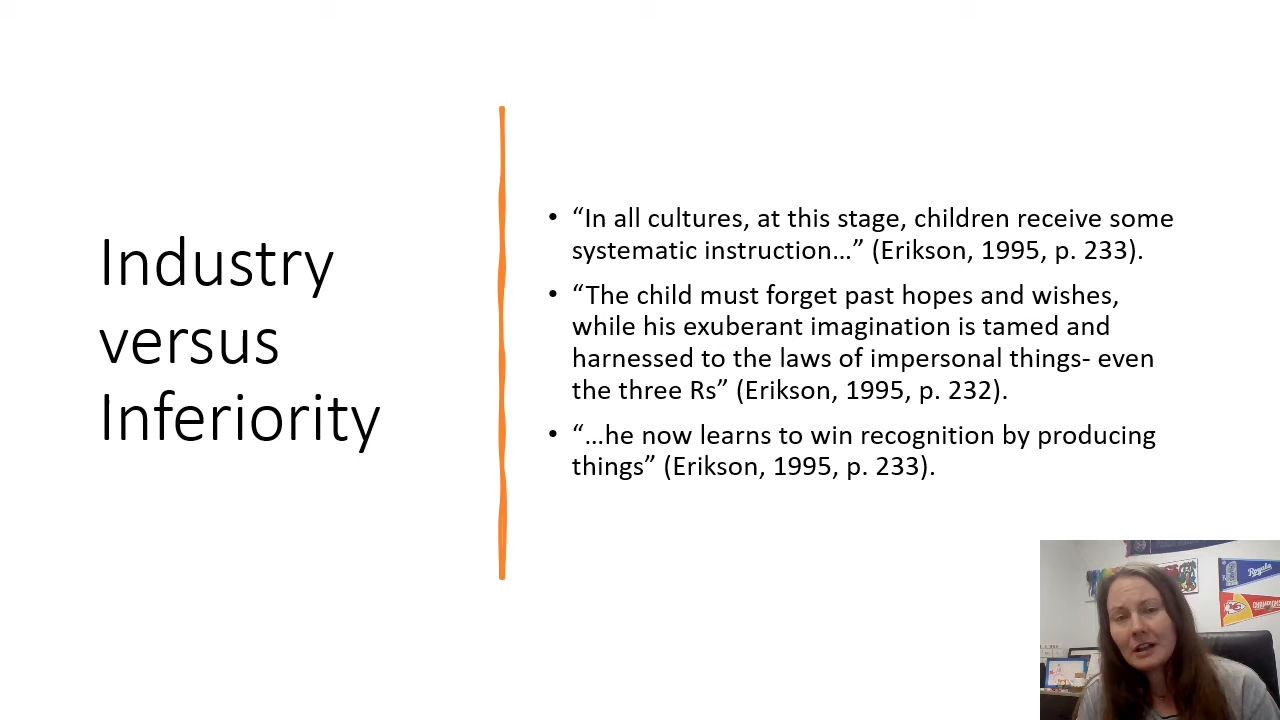 Industry
versus
Inferiority
• “In all cultures, at this stage, children receive some
systematic instruction…” (Erikson, 1995, p. 233).
• “The child must forget past hopes and wishes,
while his exuberant imagination is tamed and
harnessed to the laws of impersonal things- even
the three Rs” (Erikson, 1995, p. 232).
• “…he now learns to win recognition by producing
things” (Erikson, 1995, p. 233).
Royals